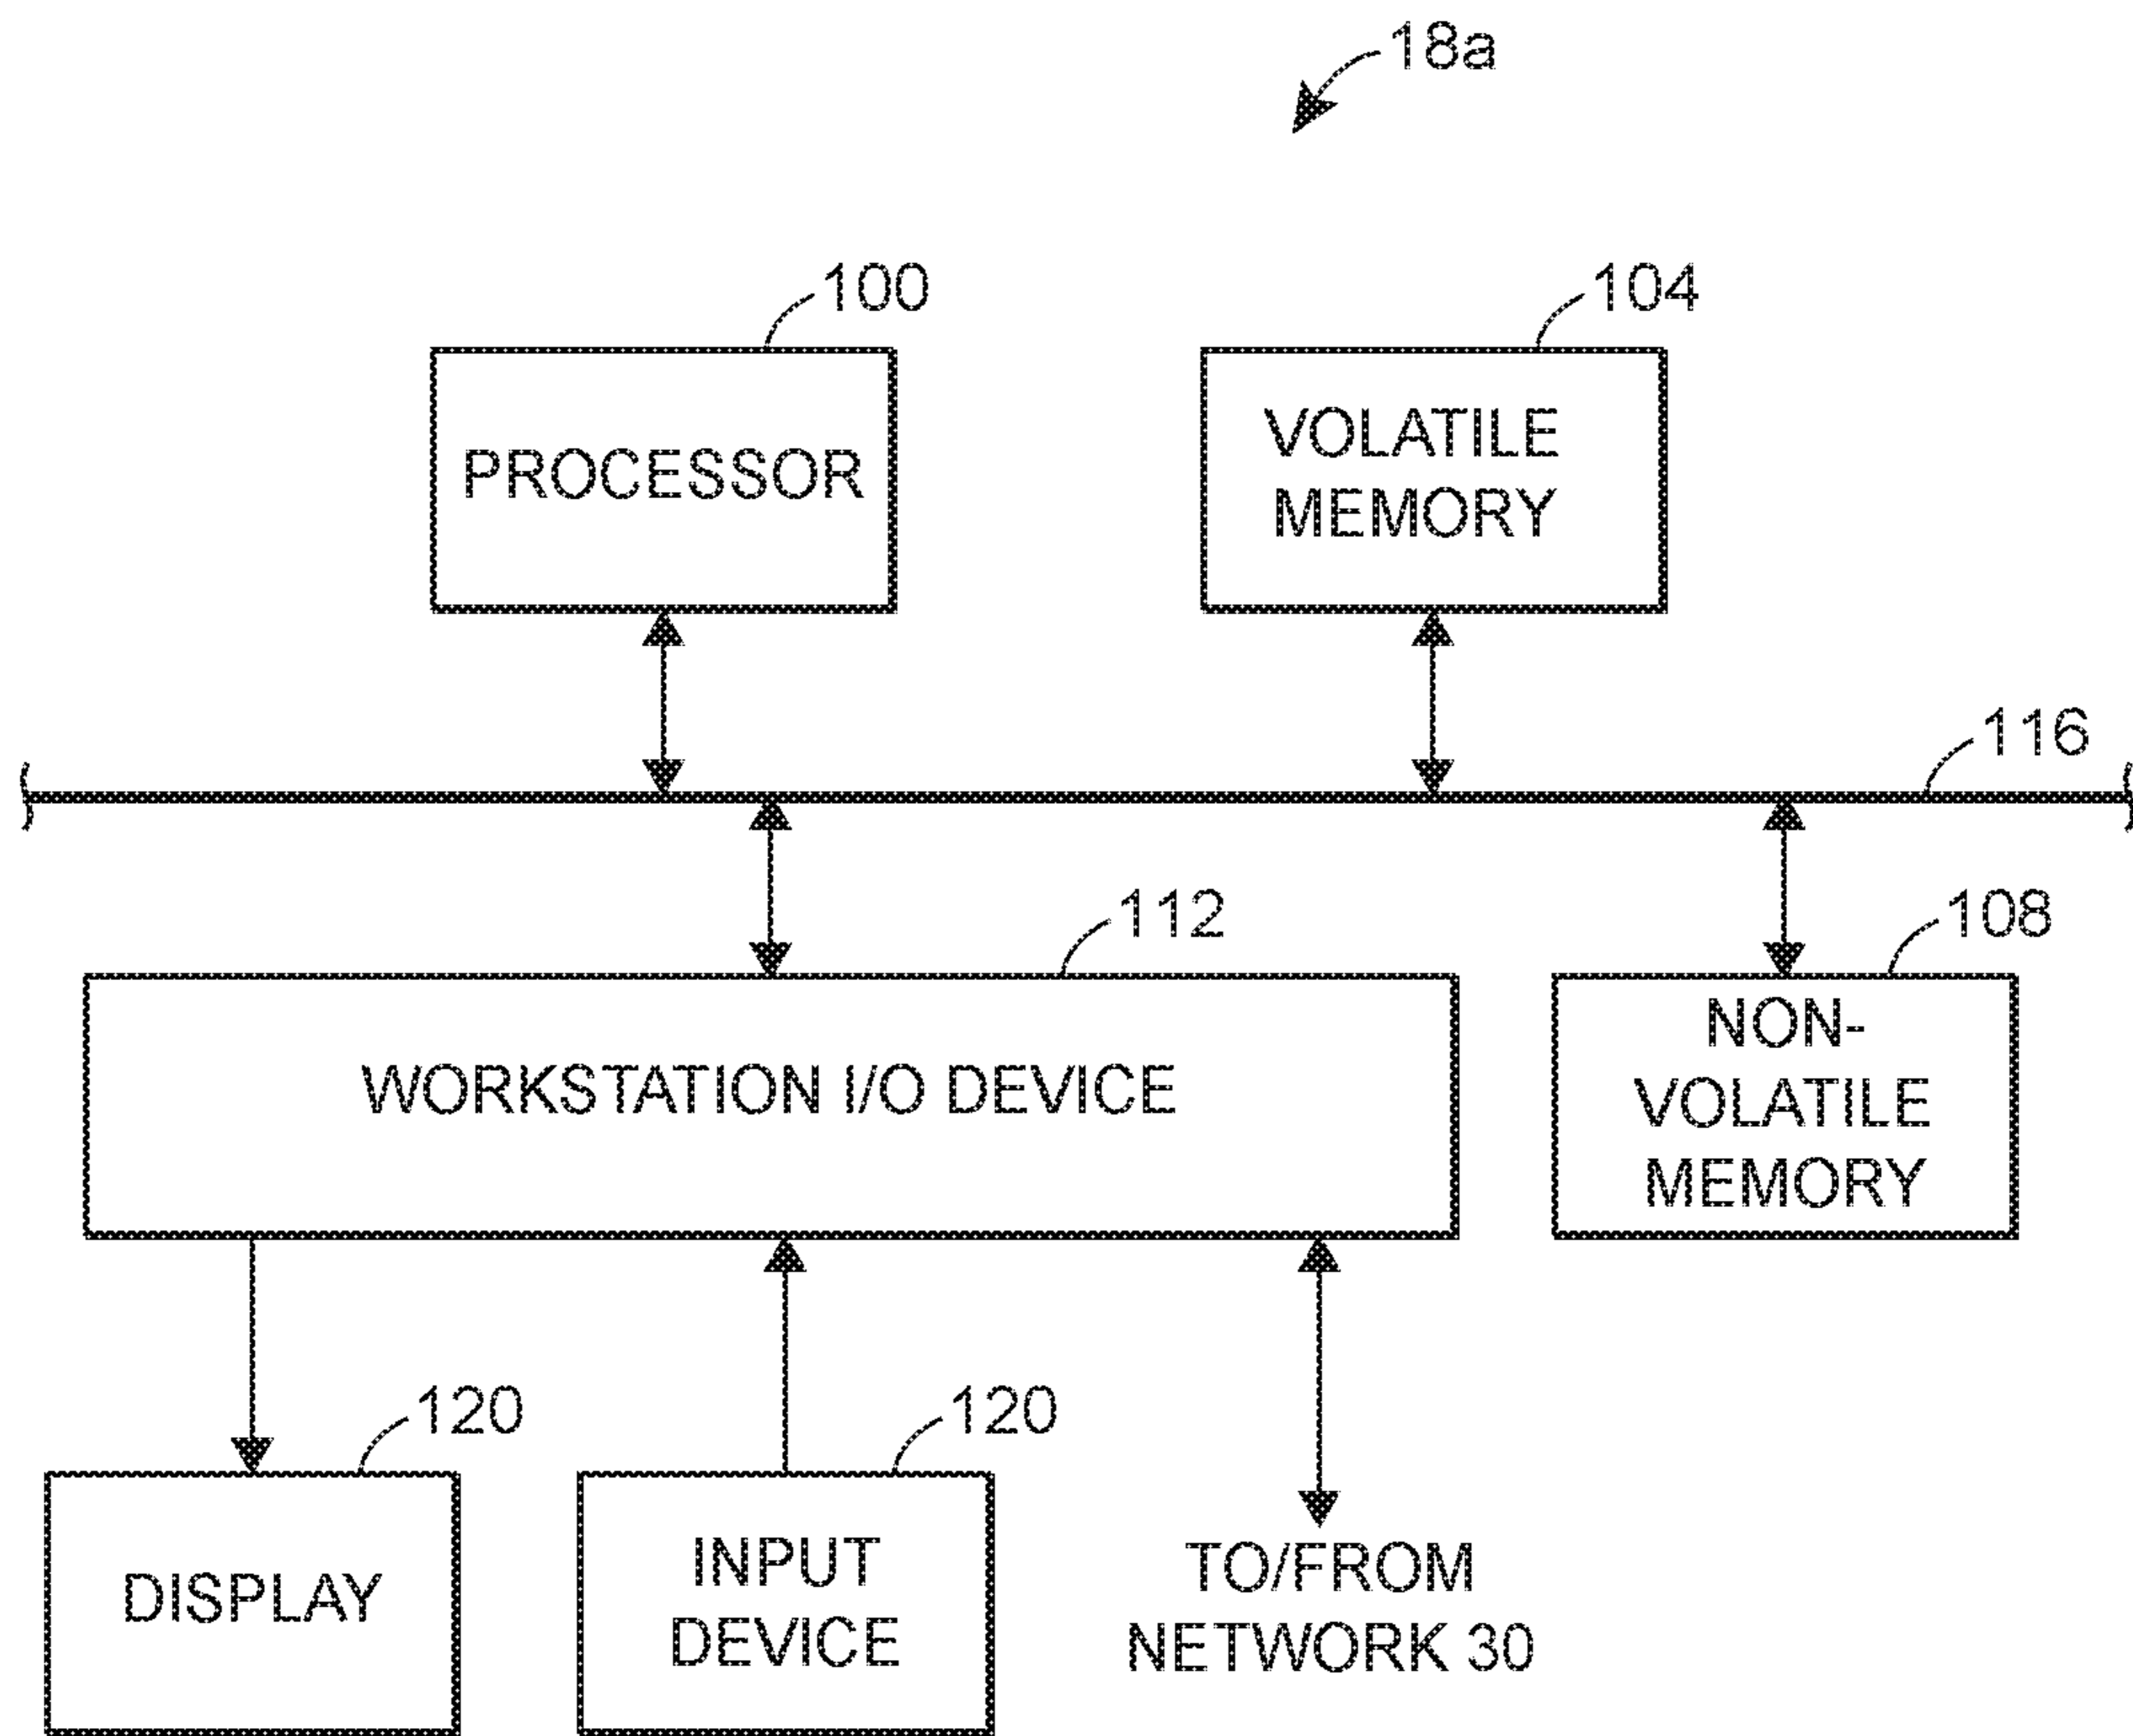 18a
100
104
PROCESSOR
VOLATILE
MEMORY
116
112
108
WORKSTATION I/O DEVICE
NON-
VOLATILE
MEMORY
120
120
DISPLAY
INPUT
DEVICE
TO/FROM
NETWORK 30